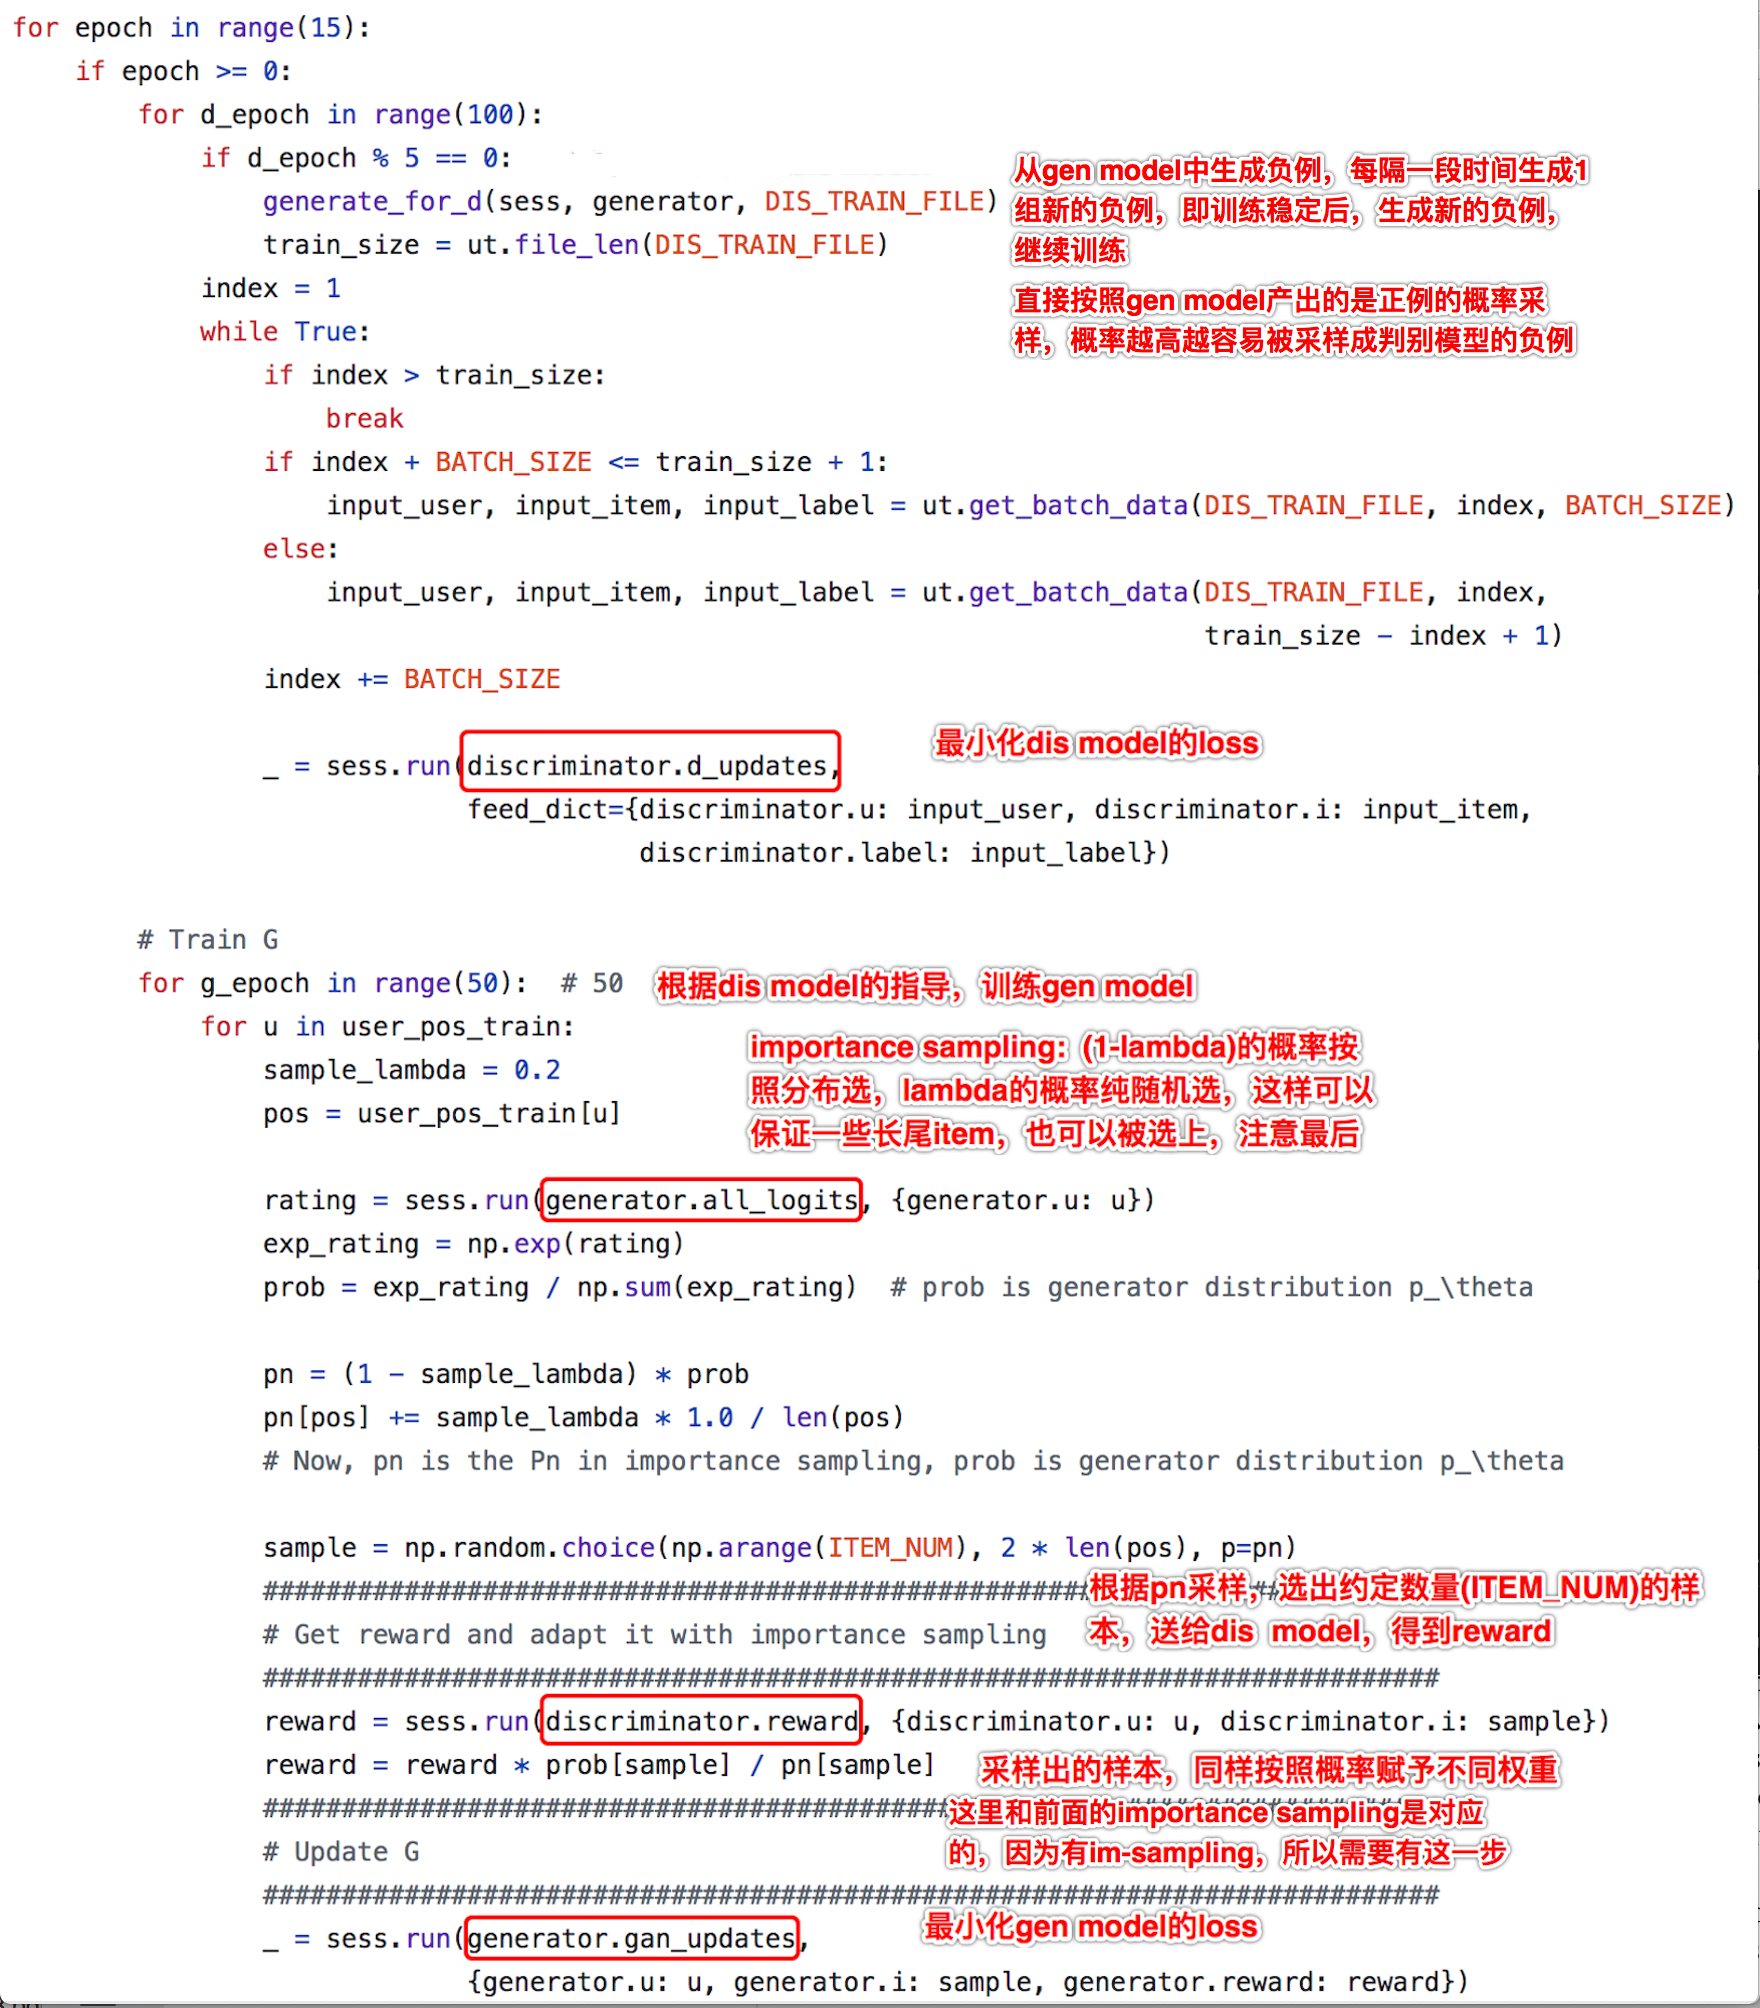 for epoch in range(15):
if epoch >= 0:
for d_epoch in range(100):
if d_epoch % 5 == 0:
generate_for_d(sess, generator, DIS_TRAIN_FILE)
train_size = ut.file_len(DIS_TRAIN_FILE)
从gen model中生成负例，每隔一段时间生成1
组新的负例，即训练稳定后，生成新的负例，
继续训练
直接按照gen model产出的是正例的概率采
样，概率越高越容易被采样成判别模型的负例
index = 1
while True:
if index > train_size:
break
if index + BATCH_SIZE <= train_size + 1:
input_user, input_item, input_label = ut.get_batch_data(DIS_TRAIN_FILE, index, BATCH_SIZE)
else:
input_user, input_item, input_label = ut.get_batch_data(DIS_TRAIN_FILE, index,
train_size - index + 1)
index += BATCH_SIZE
最小化dis model的loss
_ = sess.run(discriminator.d_updates,
feed_dict={discriminator.u: input_user, discriminator.i: input_item,
discriminator.label: input_label})
# Train G
for g_epoch in range(50):  # 50
根据dis model的指导，训练gen model
for u in user_pos_train:
sample_lambda = 0.2
pos = user_pos_train[u]
importance sampling:（1-lambda)的概率按
照分布选，lambda的概率纯随机选，这样可以
保证一些长尾item，也可以被选上，注意最后
rating = sess.run(generator.all_logits, {generator.u: u})
exp_rating = np.exp(rating)
prob = exp_rating / np.sum(exp_rating)  # prob is generator distribution p_\theta
pn = (1 - sample_lambda) * prob
pn[pos] += sample_lambda * 1.0 / len(pos)
# Now, pn is the Pn in importance sampling, prob is generator distribution p_\theta
sample = np.random.choice(np.arange(ITEM_NUM), 2 * len(pos), p=pn)
###########################################################################
根据pn采样，选出约定数量(ITEM_NUM)的样
本，送给dis  model，得到reward
# Get reward and adapt it with importance sampling
###########################################################################
reward = sess.run(discriminator.reward, {discriminator.u: u, discriminator.i: sample})
reward = reward * prob[sample] / pn[sample]
采样出的样本，同样按照概率赋予不同权重
###########################################################################
这里和前面的importance sampling是对应
的，因为有im-sampling，所以需要有这一步
# Update G
###########################################################################
最小化gen model的loss
_ = sess.run(generator.gan_updates,
{generator.u: u, generator.i: sample, generator.reward: reward})